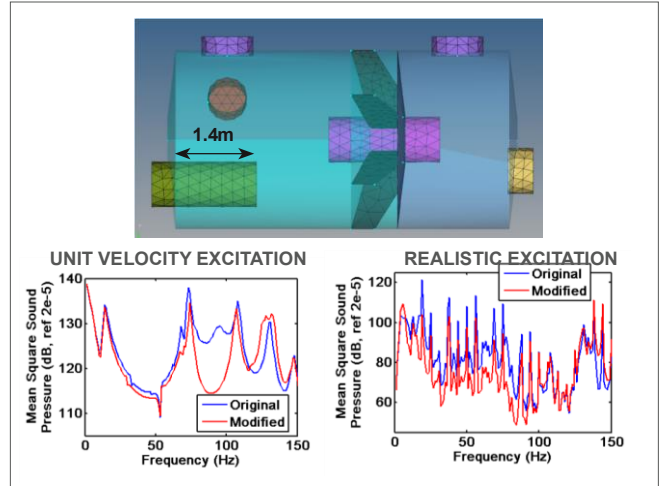 1.4m
UNIT VELOCITY EXCITATION
REALISTIC EXCITATION
Mean Square Sound
Pressure (dB, ref 2e-5)
140
130
120
110
0
50
100
150
Frequency (Hz)
Original
Modified
Mean Square Sound
Pressure (dB, ref 2e-5)
120
100
80
60
0
50
100
150
Frequency (Hz)
Original
Modified